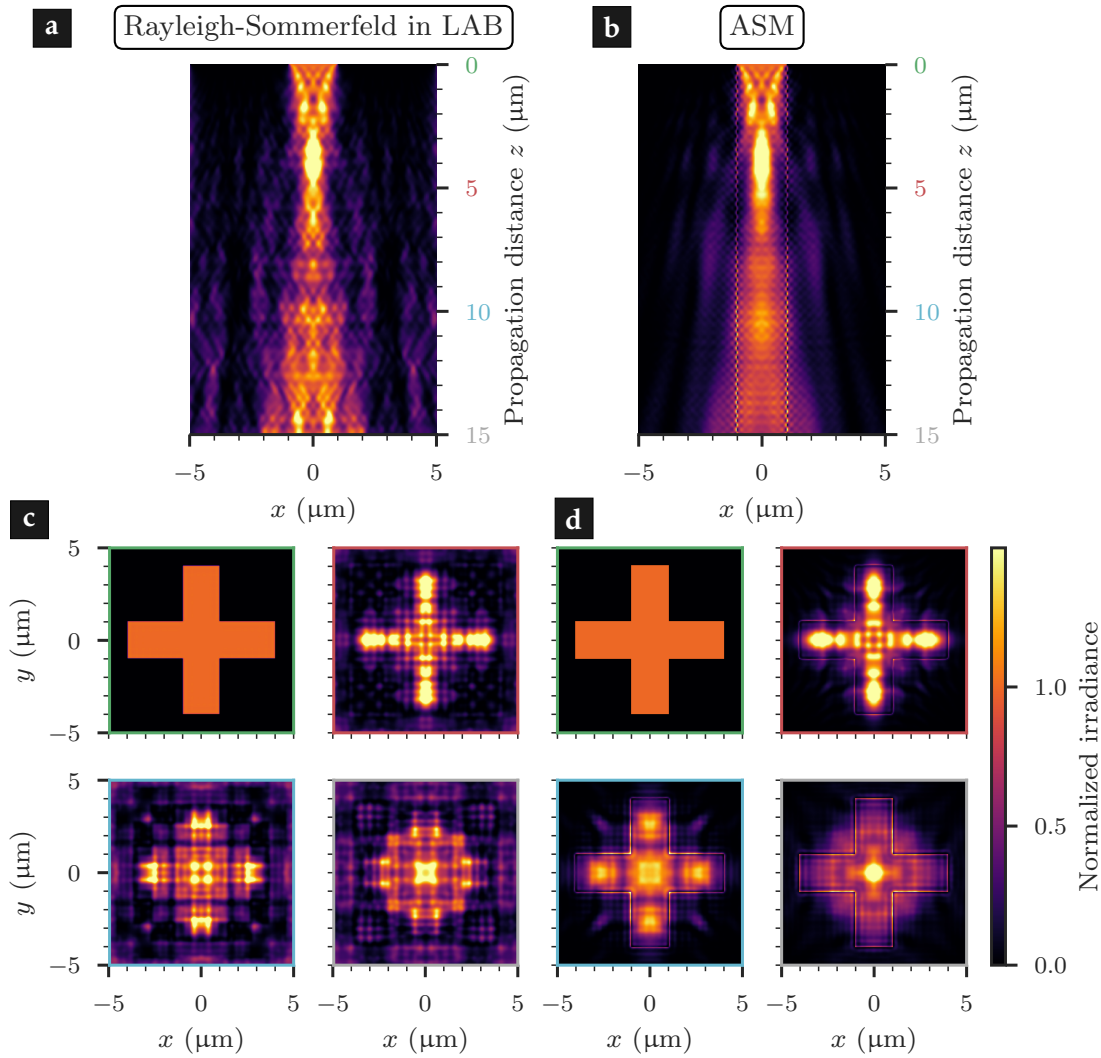 a
Rayleigh-Sommerfeld in LAB
b
ASM
0
5
10
15
Propagation distance z (μm)
−5 0 5
x (μm)
0
5
10
15
Propagation distance z (μm)
−5 0 5
x (μm)
c
d
5
0
−5
y (μm)
5
0
−5
y (μm)
−5 0 5
x (μm)
−5 0 5
x (μm)
−5 0 5
x (μm)
−5 0 5
x (μm)
1.0
0.5
0.0
Normalized irradiance